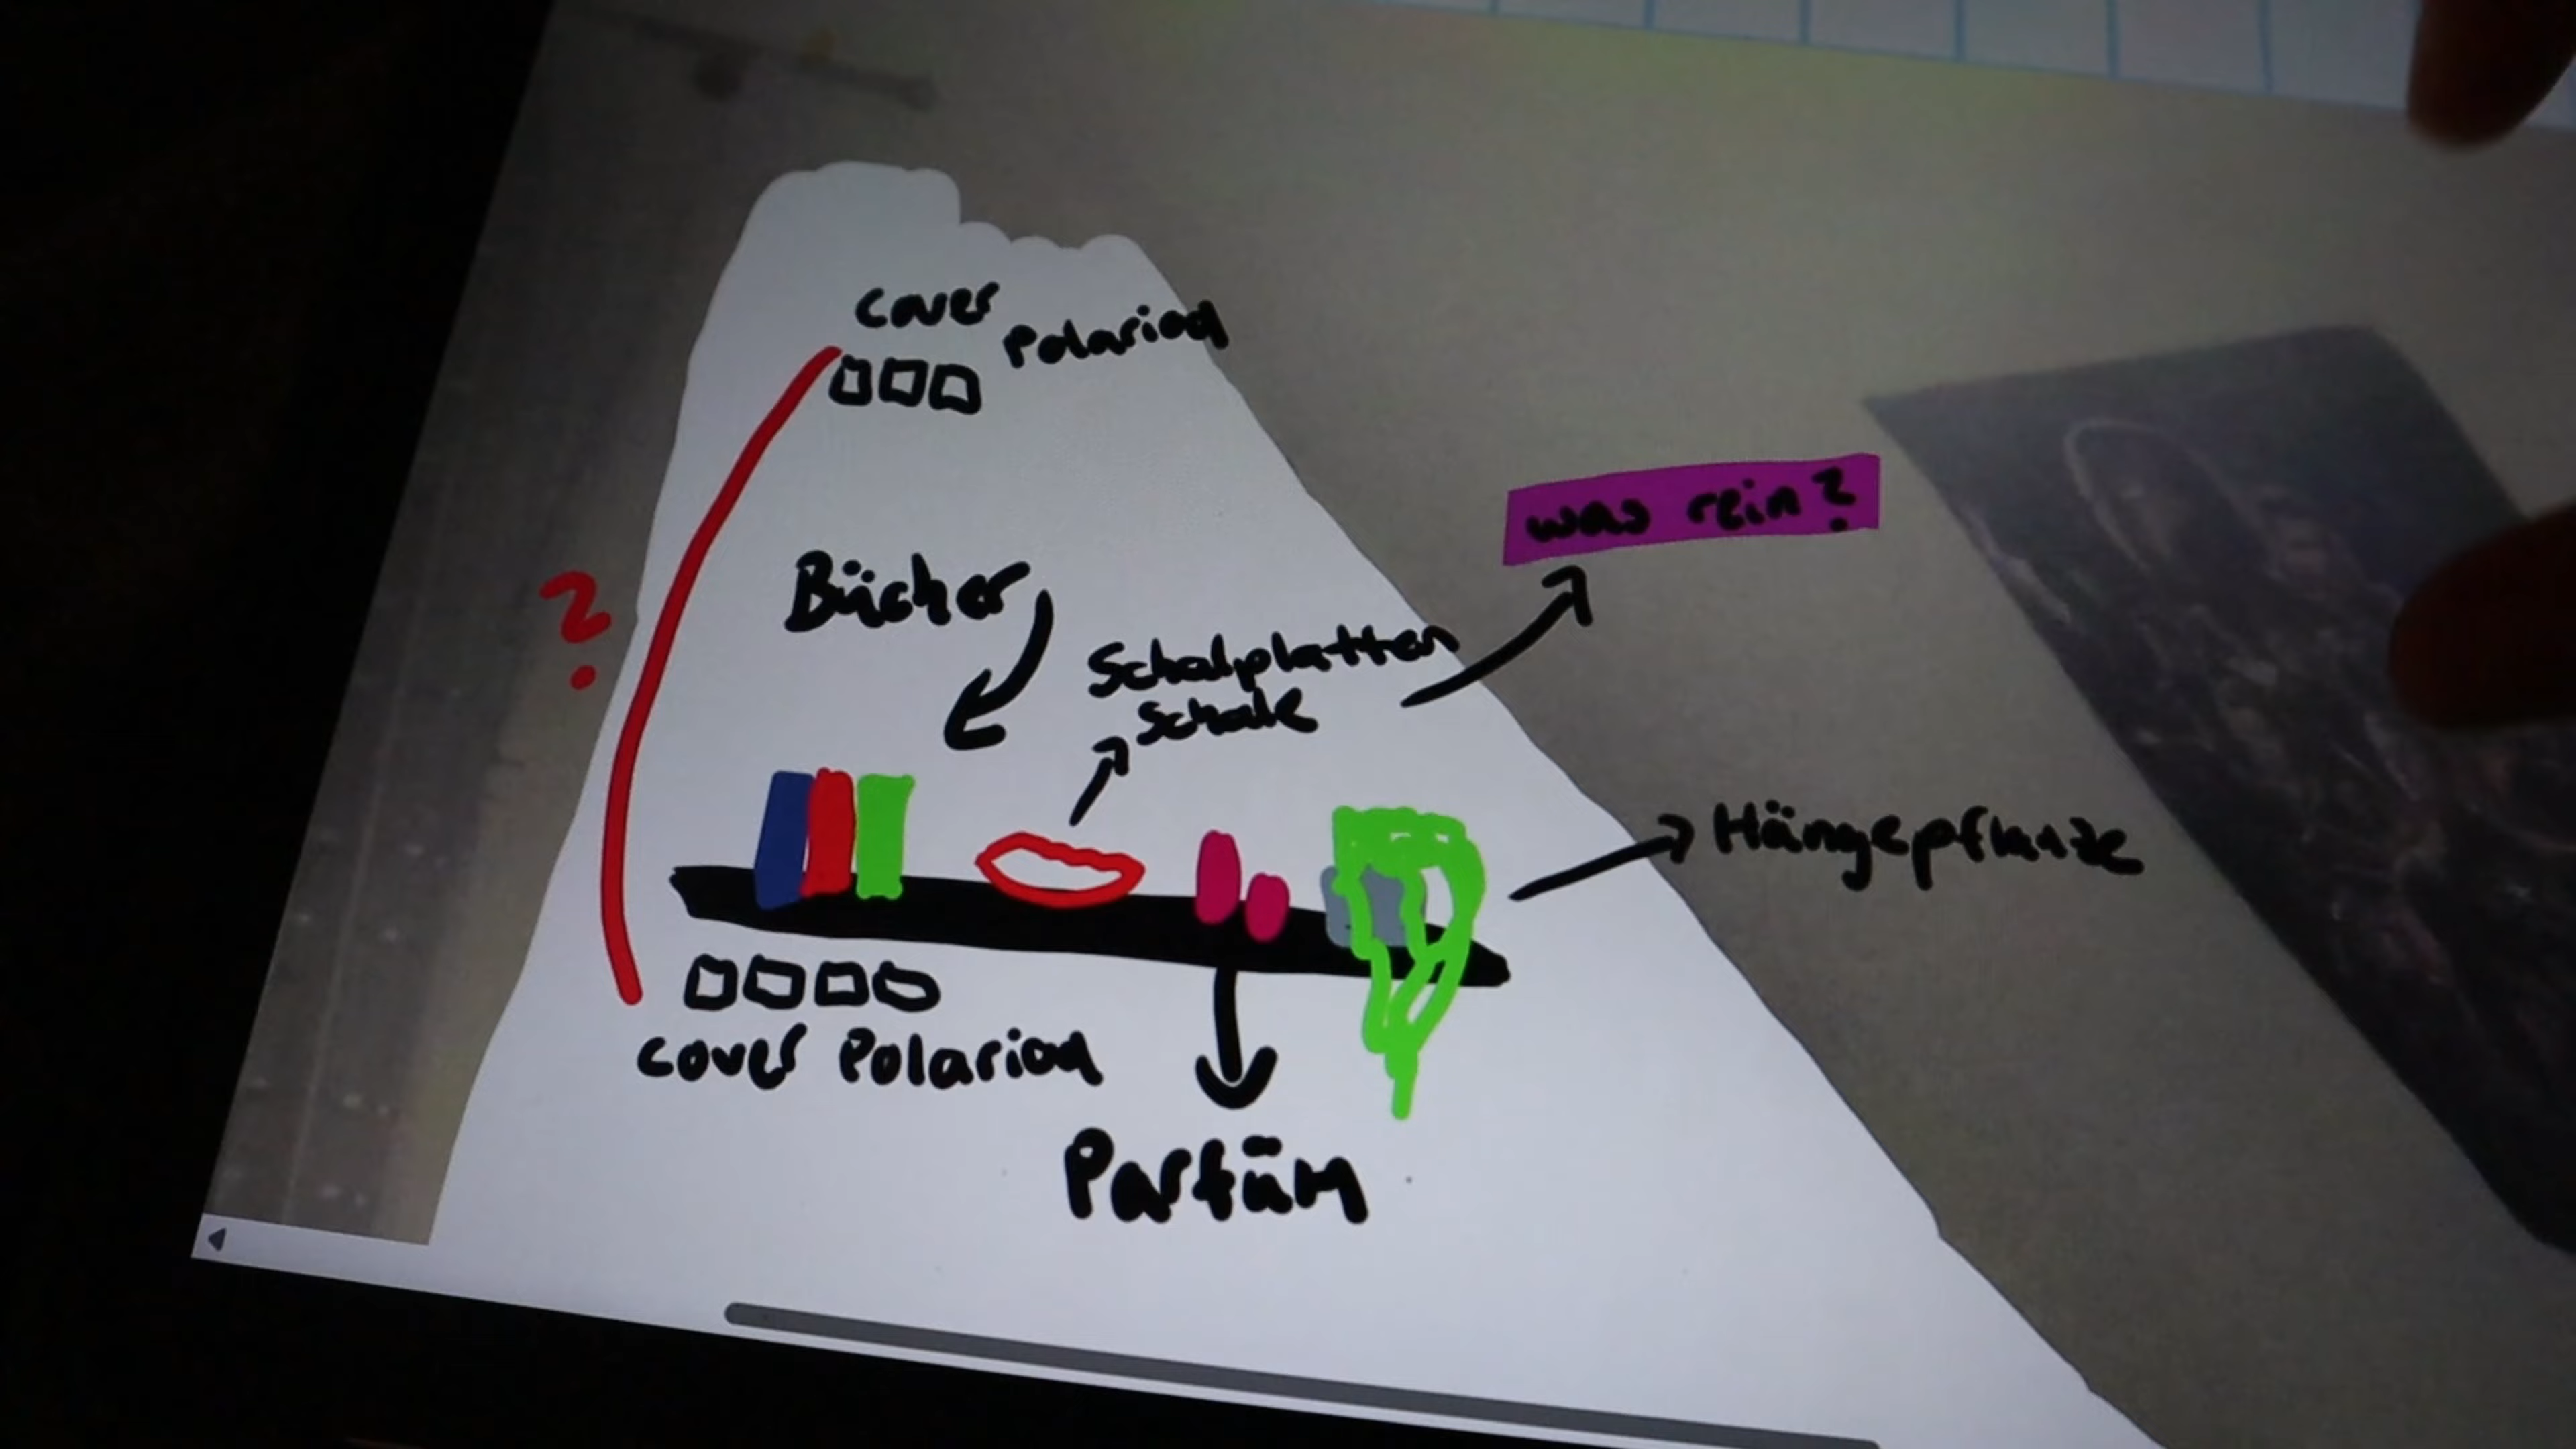 cover
Polariod
was rein?
Bücher
Schalplatten
Schale
Hängepflanze
cover Polariod
Parfüm
?